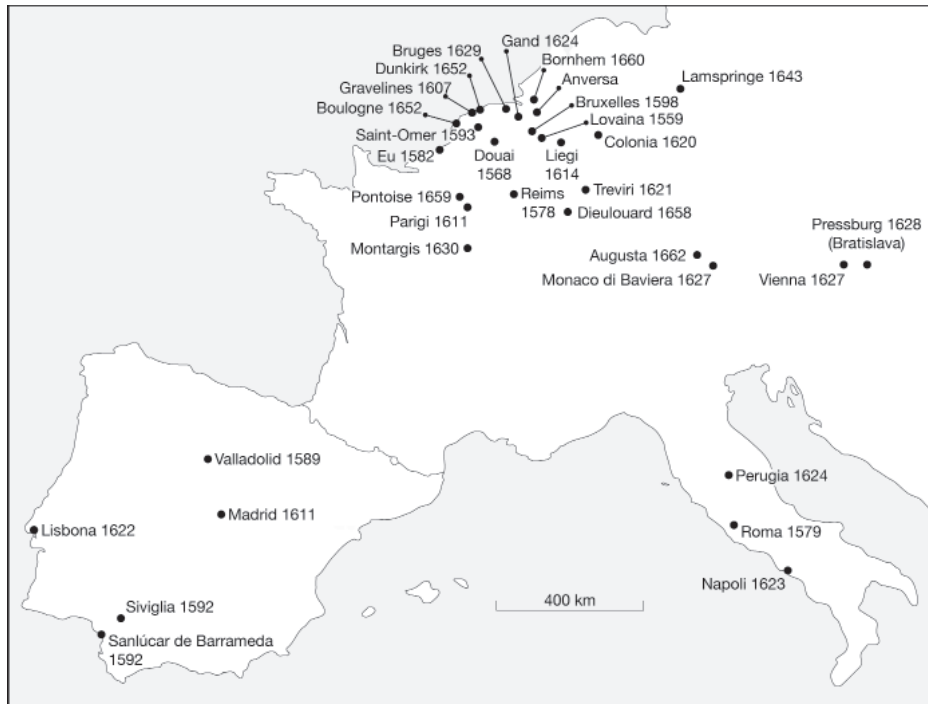 Gand 1624
Bruges 1629
Bornhem 1660
Dunkirk 1652
Anversa
Lamspringe 1643
Gravelines 1607
Bruxelles 1598
Boulogne 1652
Lovaina 1559
Saint-Omer 1593
Colonia 1620
Eu 1582
Douai
1568
Liegi
1614
Pontoise 1659
Reims
1578
Treviri 1621
Parigi 1611
Dieulouard 1658
Pressburg 1628
(Bratislava)
Montargis 1630
Augusta 1662
Monaco di Baviera 1627
Vienna 1627
Valladolid 1589
Perugia 1624
Madrid 1611
Lisbona 1622
Roma 1579
Napoli 1623
400 km
Siviglia 1592
Sanlúcar de Barrameda
1592